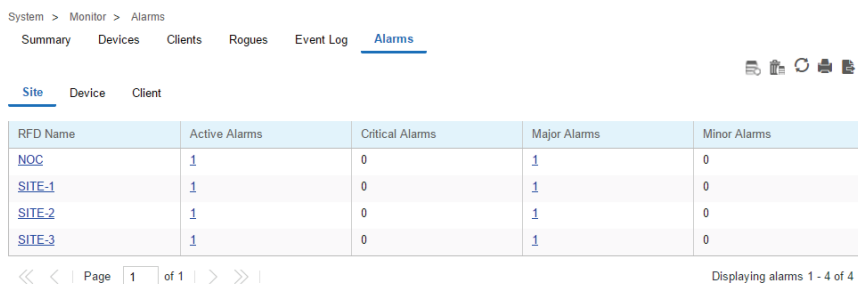 System > Monitor > Alarms
Summary Devices Clients Rogues Event Log Alarms
Site Device Client
RFD Name Active Alarms Critical Alarms Major Alarms Minor Alarms
NOC 1 0 1 0
SITE-1 1 0 1 0
SITE-2 1 0 1 0
SITE-3 1 0 1 0
Page 1 of 1 Displaying alarms 1 - 4 of 4